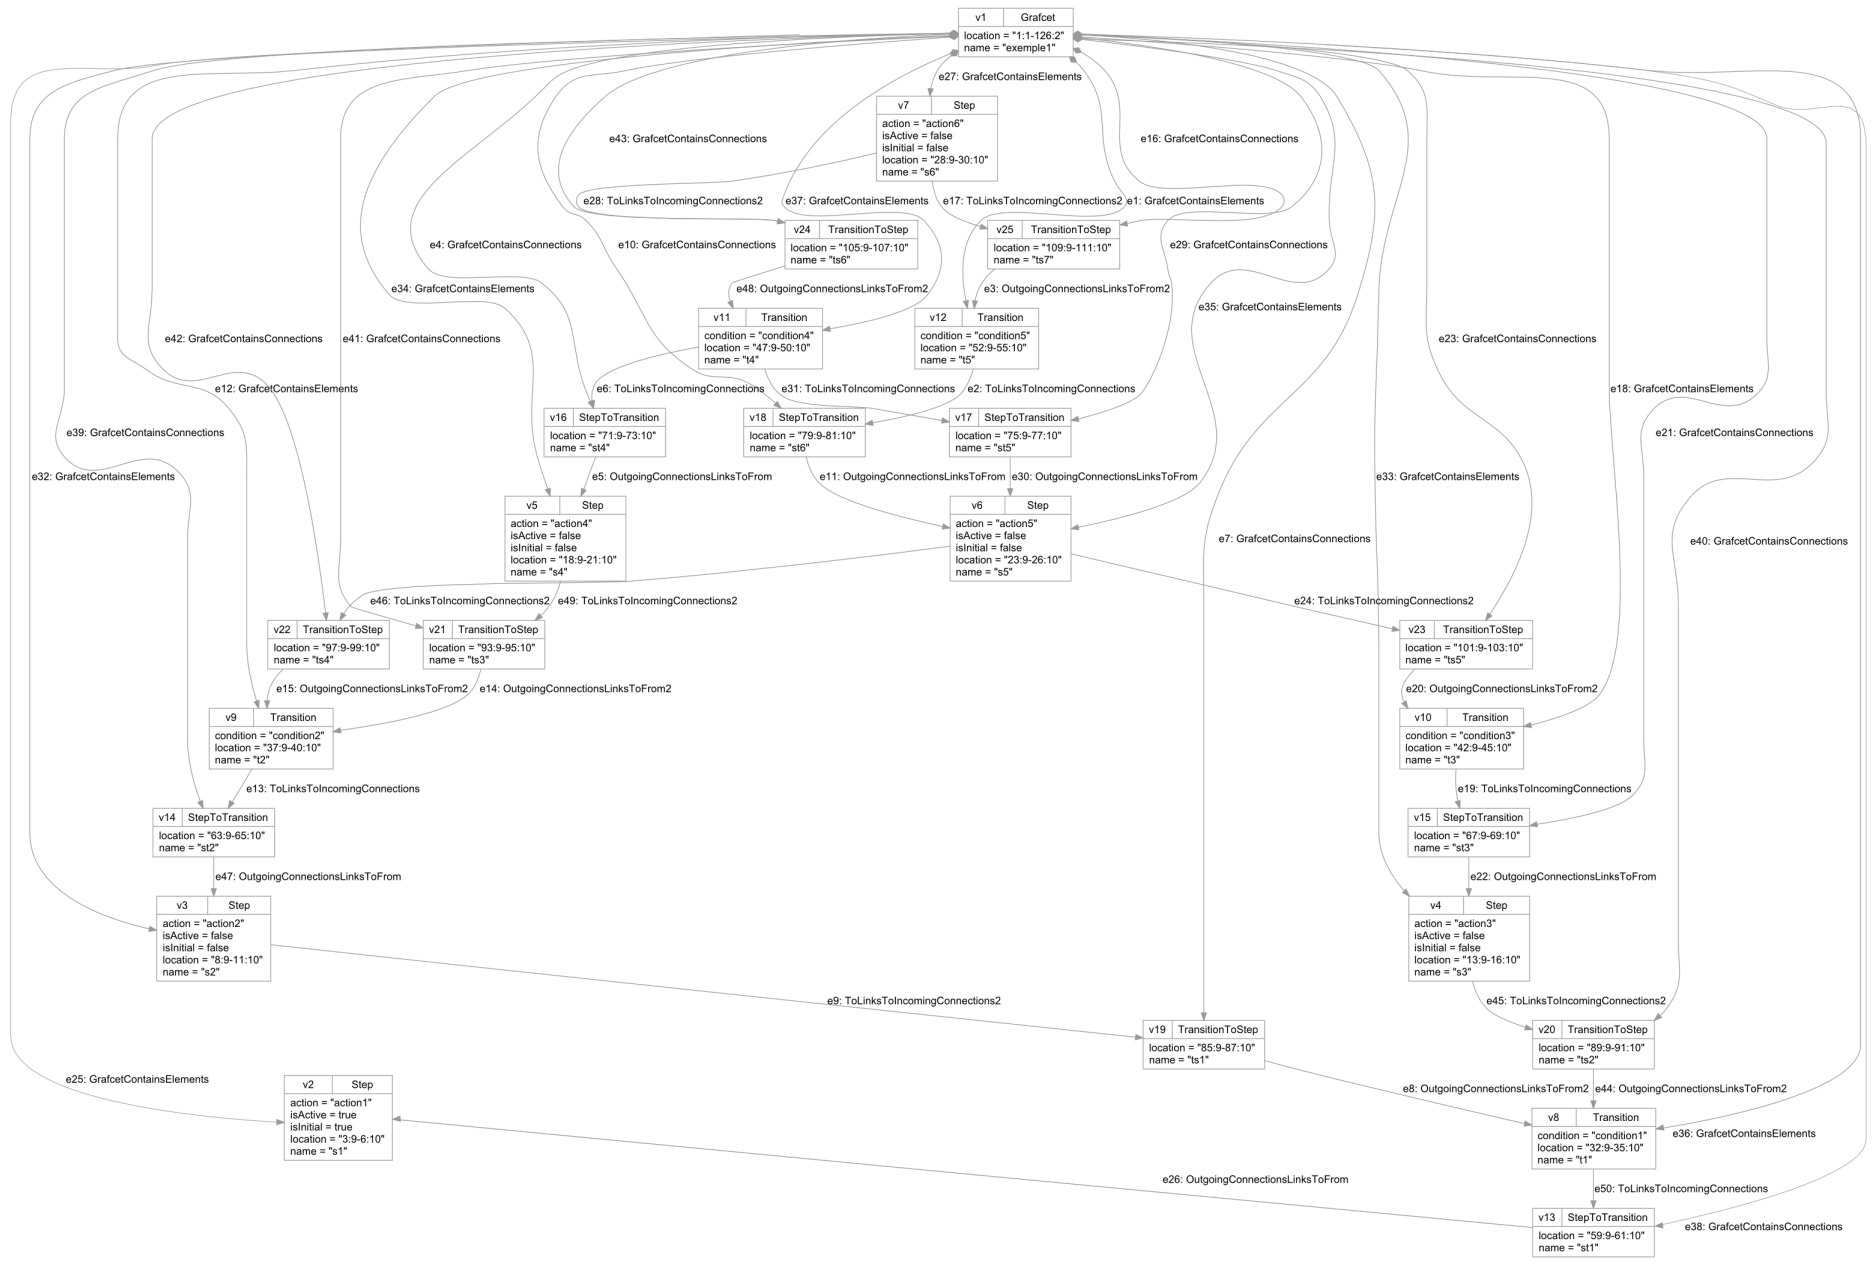 v1 Grafcet
location = "1:1-126:2"
name = "exemple1"
e27: GrafcetContainsElements
v7 Step
action = "action6"
isActive = false
isInitial = false
location = "28:9-30:10"
name = "s6"
e43: GrafcetContainsConnections
e16: GrafcetContainsConnections
e28: ToLinksToIncomingConnections2
e37: GrafcetContainsElements
e17: ToLinksToIncomingConnections2
e1: GrafcetContainsElements
v24 TransitionToStep
location = "105:9-107:10"
name = "ts6"
v25 TransitionToStep
location = "109:9-111:10"
name = "ts7"
e4: GrafcetContainsConnections
e10: GrafcetContainsConnections
e29: GrafcetContainsConnections
e34: GrafcetContainsElements
e48: OutgoingConnectionsLinksToFrom2
e3: OutgoingConnectionsLinksToFrom2
e35: GrafcetContainsElements
v11 Transition
condition = "condition4"
location = "47:9-50:10"
name = "t4"
v12 Transition
condition = "condition5"
location = "52:9-55:10"
name = "t5"
e42: GrafcetContainsConnections
e41: GrafcetContainsConnections
e23: GrafcetContainsConnections
e12: GrafcetContainsElements
e6: ToLinksToIncomingConnections
e31: ToLinksToIncomingConnections
e2: ToLinksToIncomingConnections
e18: GrafcetContainsElements
v16 StepToTransition
location = "71:9-73:10"
name = "st4"
v18 StepToTransition
location = "79:9-81:10"
name = "st6"
v17 StepToTransition
location = "75:9-77:10"
name = "st5"
e39: GrafcetContainsConnections
e21: GrafcetContainsConnections
e32: GrafcetContainsElements
e5: OutgoingConnectionsLinksToFrom
e11: OutgoingConnectionsLinksToFrom
e30: OutgoingConnectionsLinksToFrom
e33: GrafcetContainsElements
v5 Step
action = "action4"
isActive = false
isInitial = false
location = "18:9-21:10"
name = "s4"
v6 Step
action = "action5"
isActive = false
isInitial = false
location = "23:9-26:10"
name = "s5"
e7: GrafcetContainsConnections
e40: GrafcetContainsConnections
e46: ToLinksToIncomingConnections2
e49: ToLinksToIncomingConnections2
e24: ToLinksToIncomingConnections2
v22 TransitionToStep
location = "97:9-99:10"
name = "ts4"
v21 TransitionToStep
location = "93:9-95:10"
name = "ts3"
v23 TransitionToStep
location = "101:9-103:10"
name = "ts5"
e15: OutgoingConnectionsLinksToFrom2
e14: OutgoingConnectionsLinksToFrom2
e20: OutgoingConnectionsLinksToFrom2
v9 Transition
condition = "condition2"
location = "37:9-40:10"
name = "t2"
v10 Transition
condition = "condition3"
location = "42:9-45:10"
name = "t3"
e13: ToLinksToIncomingConnections
e19: ToLinksToIncomingConnections
v14 StepToTransition
location = "63:9-65:10"
name = "st2"
v15 StepToTransition
location = "67:9-69:10"
name = "st3"
e47: OutgoingConnectionsLinksToFrom
e22: OutgoingConnectionsLinksToFrom
v3 Step
action = "action2"
isActive = false
isInitial = false
location = "8:9-11:10"
name = "s2"
v4 Step
action = "action3"
isActive = false
isInitial = false
location = "13:9-16:10"
name = "s3"
e9: ToLinksToIncomingConnections2
e45: ToLinksToIncomingConnections2
v19 TransitionToStep
location = "85:9-87:10"
name = "ts1"
v20 TransitionToStep
location = "89:9-91:10"
name = "ts2"
e25: GrafcetContainsElements
e8: OutgoingConnectionsLinksToFrom2
e44: OutgoingConnectionsLinksToFrom2
v2 Step
action = "action1"
isActive = true
isInitial = true
location = "3:9-6:10"
name = "s1"
v8 Transition
condition = "condition1"
location = "32:9-35:10"
name = "t1"
e36: GrafcetContainsElements
e26: OutgoingConnectionsLinksToFrom
e50: ToLinksToIncomingConnections
v13 StepToTransition
location = "59:9-61:10"
name = "st1"
e38: GrafcetContainsConnections